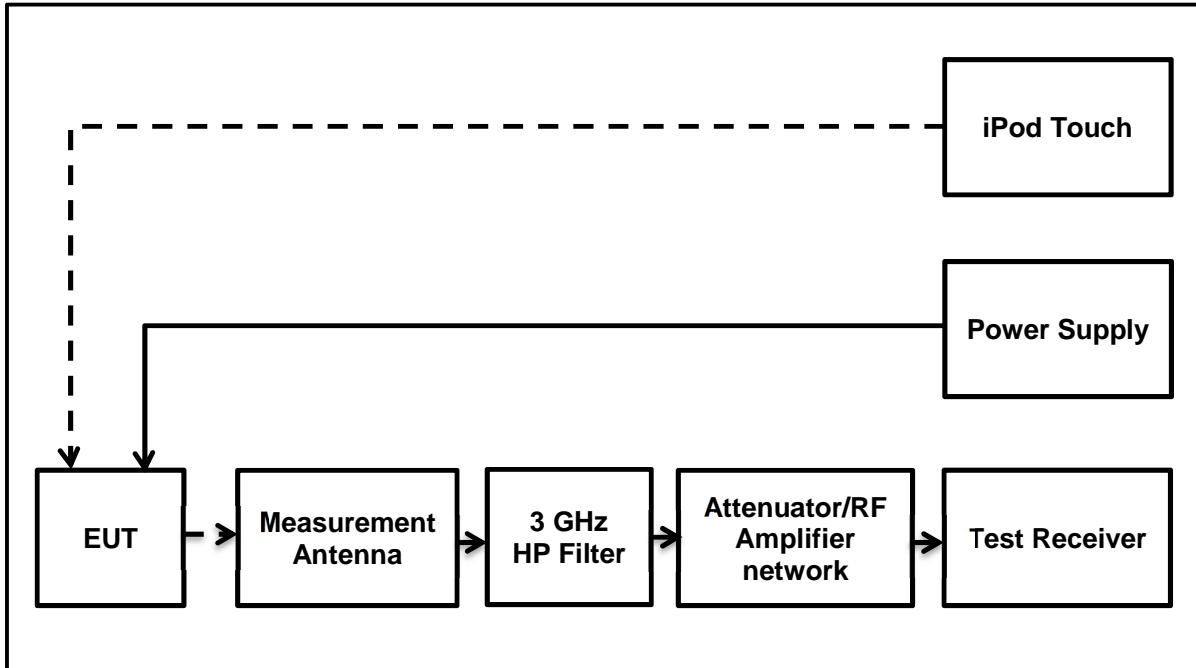 iPod Touch
Power Supply
EUT
Measurement
Antenna
3 GHz
HP Filter
Attenuator/RF
Amplifier
network
Test Receiver